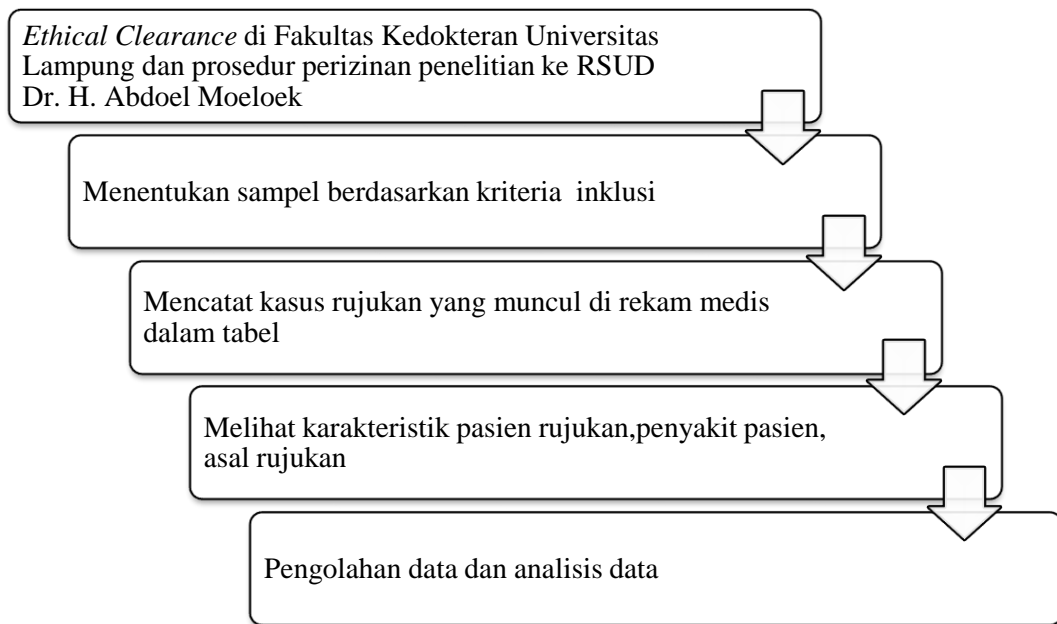 Ethical Clearance di Fakultas Kedokteran Universitas
Lampung dan prosedur perizinan penelitian ke RSUD
Dr. H. Abdoel Moeloek
Menentukan sampel berdasarkan kriteria  inklusi
Mencatat kasus rujukan yang muncul di rekam medis
dalam tabel
Melihat karakteristik pasien rujukan,penyakit pasien,
asal rujukan
Pengolahan data dan analisis data